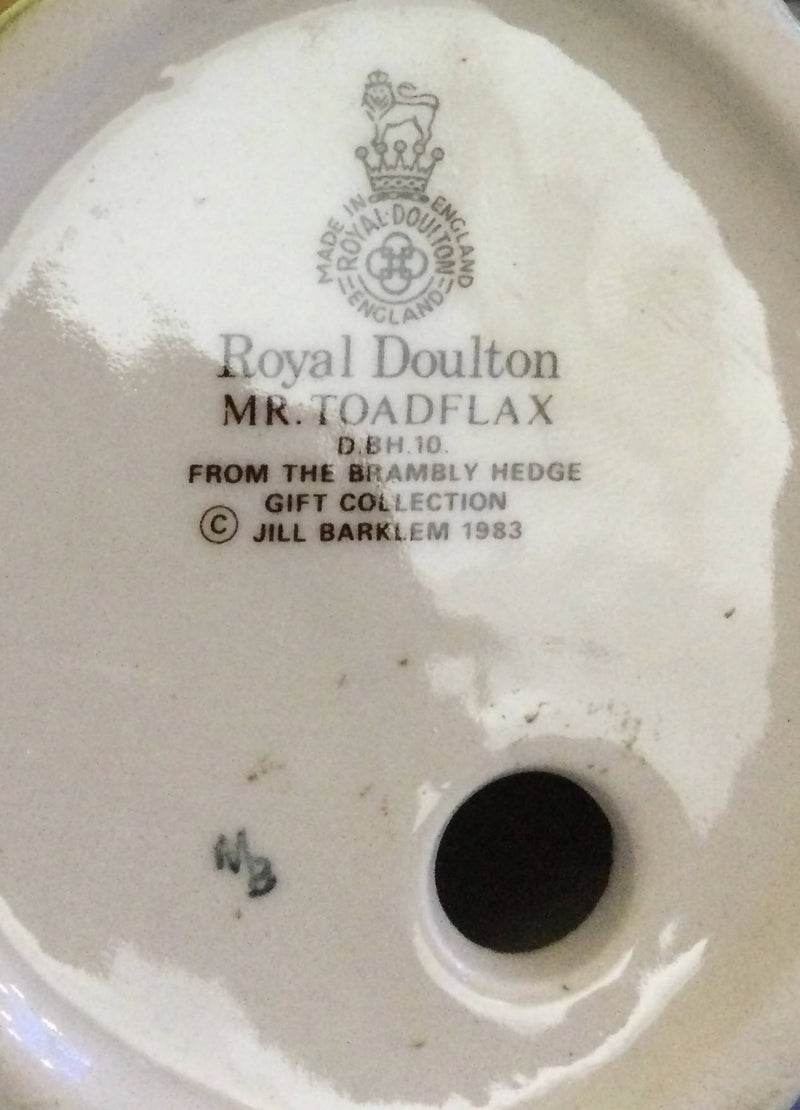 MADE IN ENGLAND
ROYAL·DOULTON
ENGLAND
Royal Doulton
MR. TOADFLAX
D.BH.10.
FROM THE BRAMBLY HEDGE
GIFT COLLECTION
© JILL BARKLEM 1983
MB